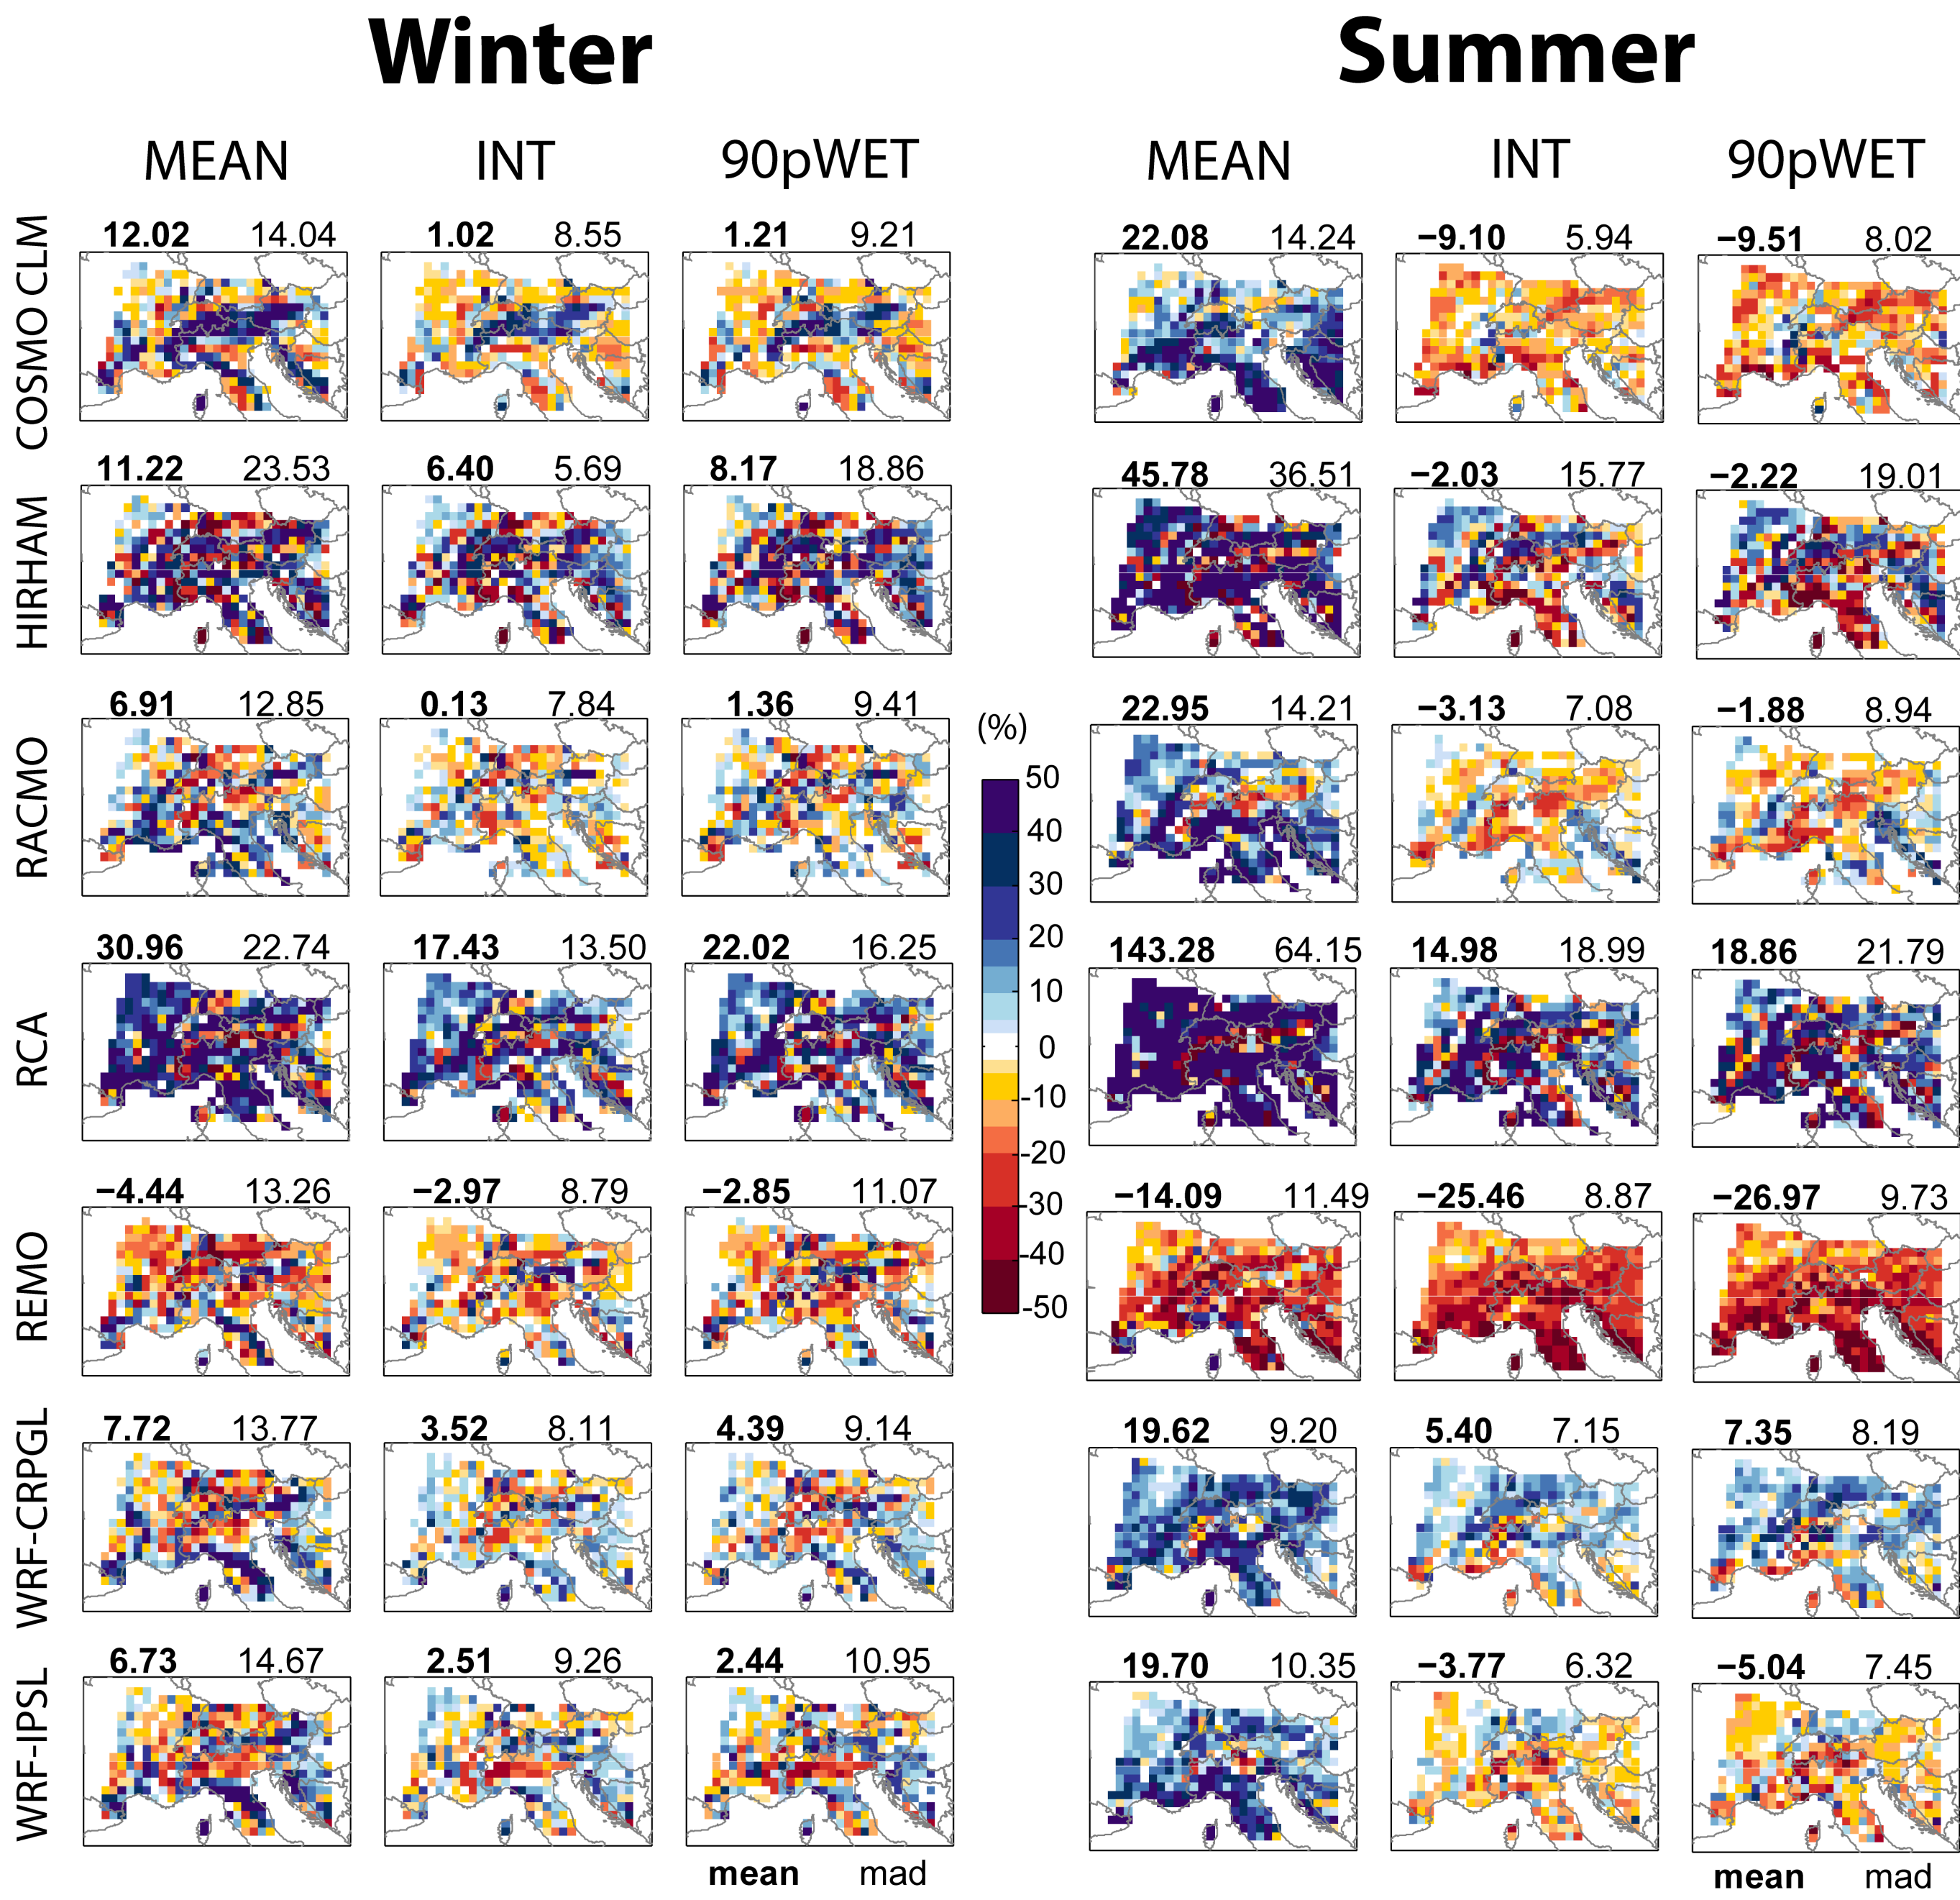 Winter Summer
MEAN INT 90pWET MEAN INT 90pWET
COSMO CLM
12.02 14.04 1.02 8.55 1.21 9.21 22.08 14.24 −9.10 5.94 −9.51 8.02
HIRHAM
11.22 23.53 6.40 5.69 8.17 18.86 45.78 36.51 −2.03 15.77 −2.22 19.01
RACMO
6.91 12.85 0.13 7.84 1.36 9.41 22.95 14.21 −3.13 7.08 −1.88 8.94
(%)
50
40
30
20
10
0
-10
-20
-30
-40
-50
RCA
30.96 22.74 17.43 13.50 22.02 16.25 143.28 64.15 14.98 18.99 18.86 21.79
REMO
−4.44 13.26 −2.97 8.79 −2.85 11.07 −14.09 11.49 −25.46 8.87 −26.97 9.73
WRF-CRPGL
7.72 13.77 3.52 8.11 4.39 9.14 19.62 9.20 5.40 7.15 7.35 8.19
WRF-IPSL
6.73 14.67 2.51 9.26 2.44 10.95 19.70 10.35 −3.77 6.32 −5.04 7.45
mean mad mean mad